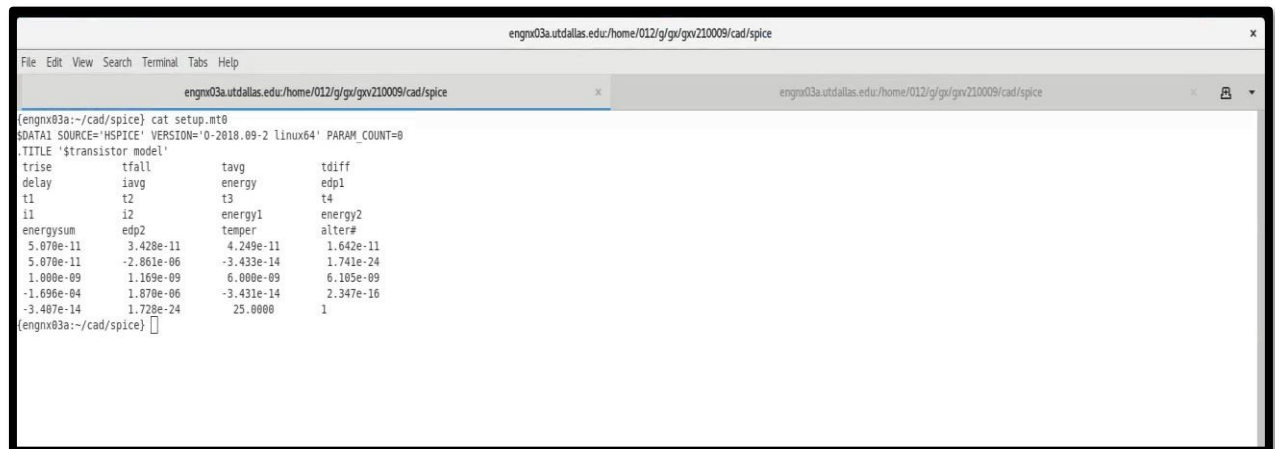 engnx03a.utdallas.edu:/home/012/g/gx/gxv210009/cad/spice x
File Edit View Search Terminal Tabs Help
engnx03a.utdallas.edu:/home/012/g/gx/gxv210009/cad/spice × engnx03a.utdallas.edu:/home/012/g/gx/gxv210009/cad/spice ×
{engnx03a:~/cad/spice} cat setup.mt0
$DATA1 SOURCE='HSPICE' VERSION='O-2018.09-2 linux64' PARAM_COUNT=0
.TITLE '$transistor model'
trise tfall tavg tdiff
delay iavg energy edp1
t1 t2 t3 t4
i1 i2 energy1 energy2
energysum edp2 temper alter#
5.070e-11 3.428e-11 4.249e-11 1.642e-11
5.070e-11 -2.861e-06 -3.433e-14 1.741e-24
1.000e-09 1.169e-09 6.000e-09 6.105e-09
-1.696e-04 1.870e-06 -3.431e-14 2.347e-16
-3.407e-14 1.728e-24 25.0000 1
{engnx03a:~/cad/spice}